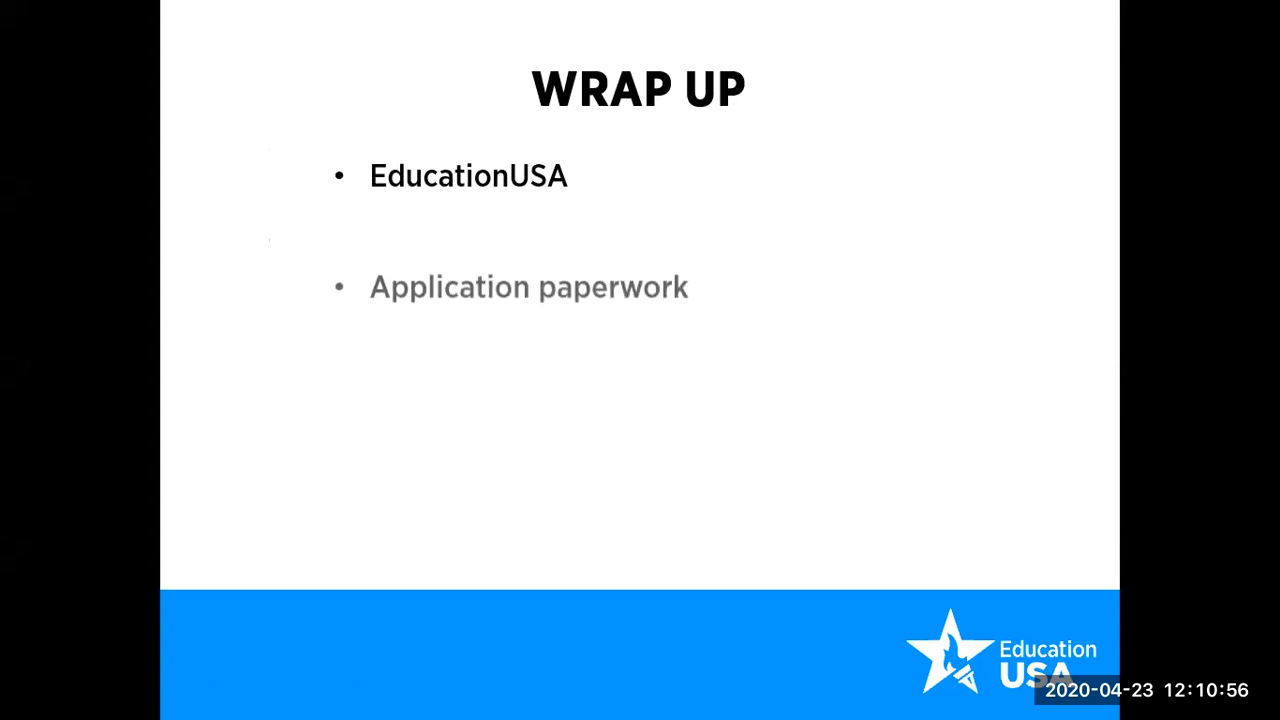 WRAP UP
• EducationUSA
• Application paperwork
Education
USA
2020-04-23 12:10:56